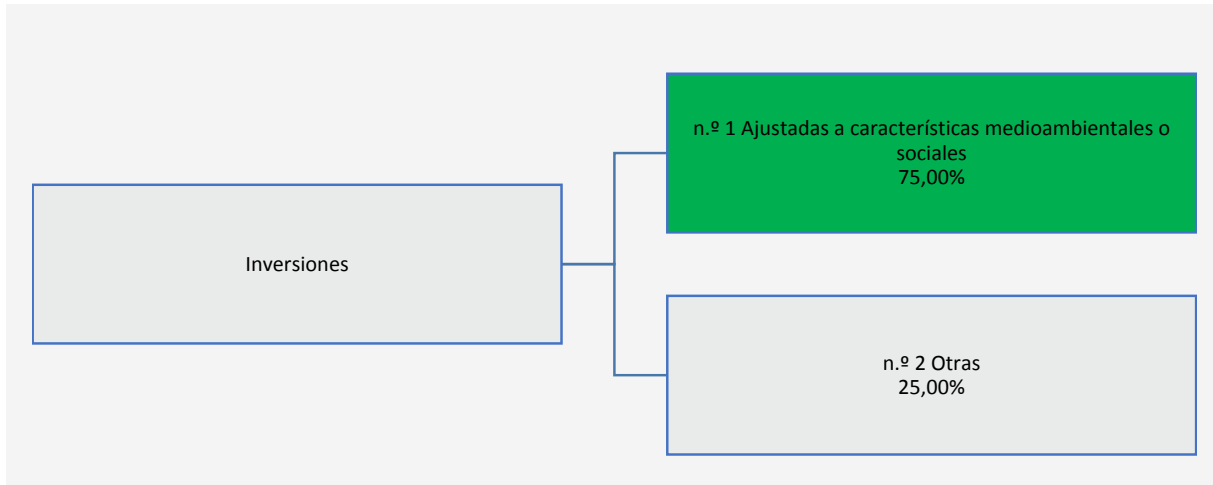 Inversiones
n.º 1 Ajustadas a características medioambientales o
sociales
75,00%
n.º 2 Otras
25,00%